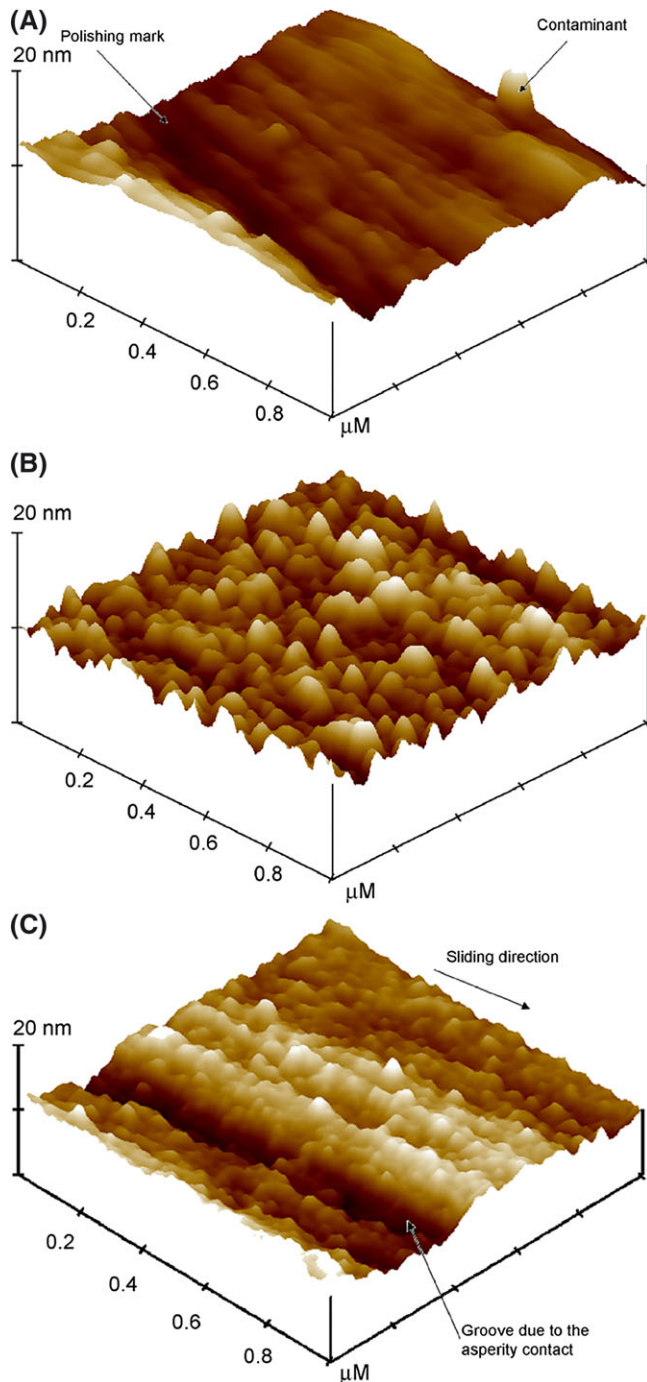 (A)
Polishing mark
Contaminant
20 nm
0.2
0.4
0.6
0.8
μM
(B)
20 nm
0.2
0.4
0.6
0.8
μM
(C)
Sliding direction
20 nm
0.2
0.4
0.6
0.8
μM
Groove due to the
asperity contact